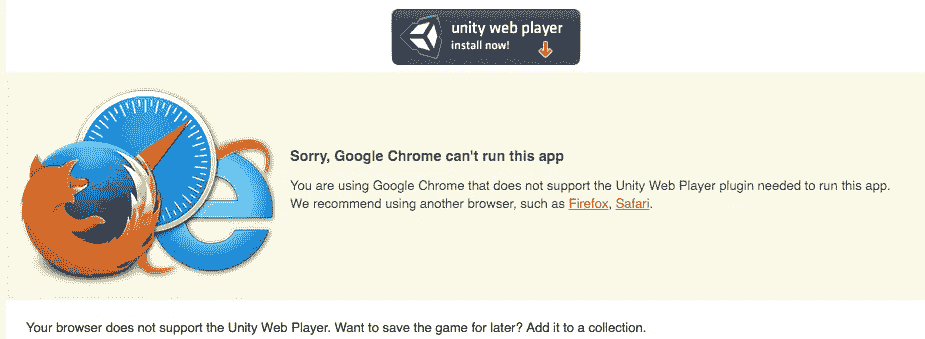 unity web player
install now!
Sorry, Google Chrome can't run this app
You are using Google Chrome that does not support the Unity Web Player plugin needed to run this app.
We recommend using another browser, such as Firefox, Safari.
Your browser does not support the Unity Web Player. Want to save the game for later? Add it to a collection.